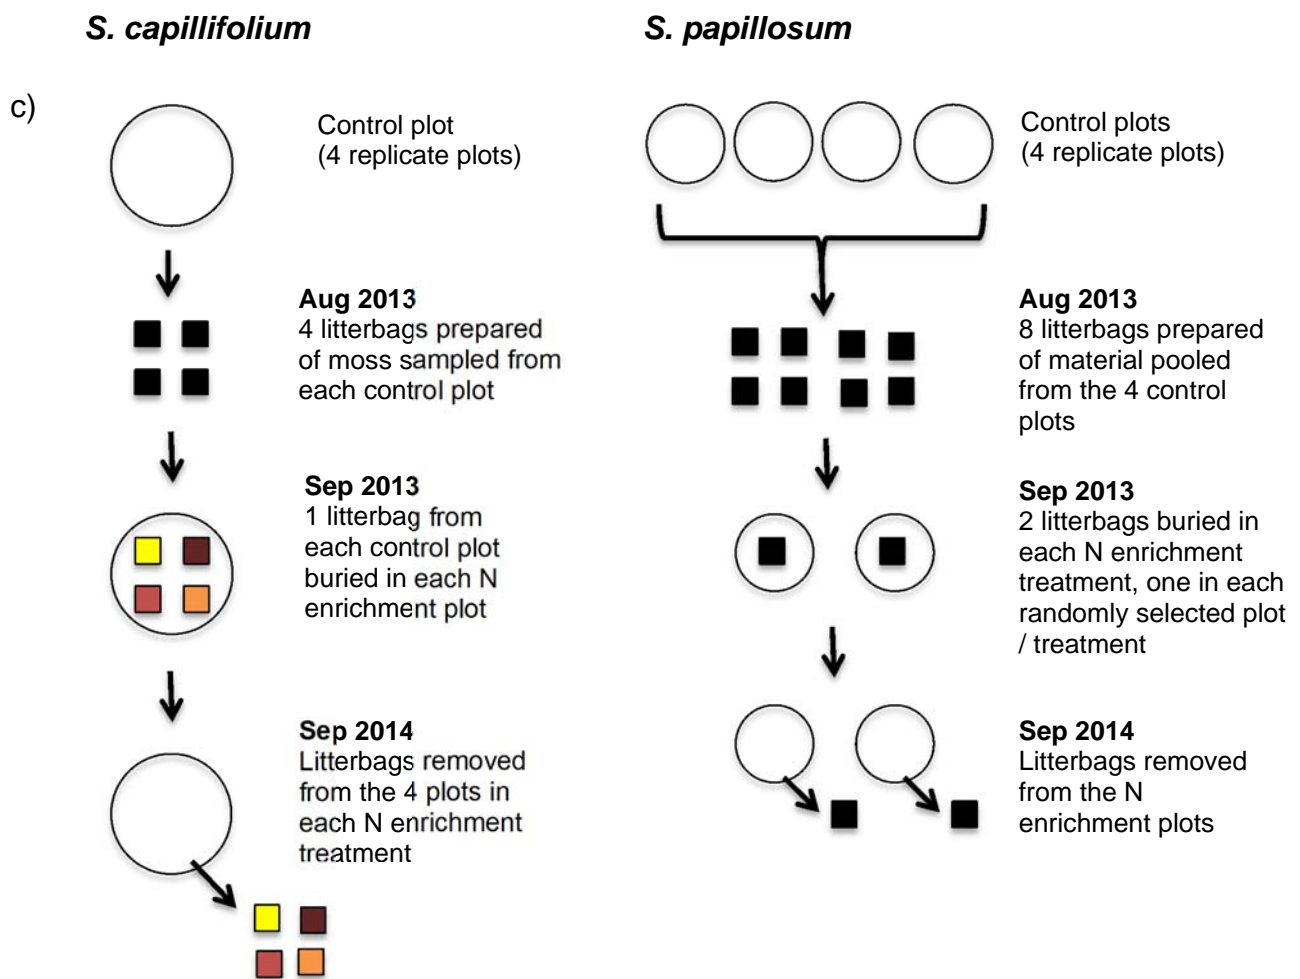 S. capillifolium
S. papillosum
c)
Control plot
(4 replicate plots)
Aug 2013
4 litterbags prepared
of moss sampled from
each control plot
Sep 2013
1 litterbag from
each control plot
buried in each N
enrichment plot
Sep 2014
Litterbags removed
from the 4 plots in
each N enrichment
treatment
Control plots
(4 replicate plots)
Aug 2013
8 litterbags prepared
of material pooled
from the 4 control
plots
Sep 2013
2 litterbags buried in
each N enrichment
treatment, one in each
randomly selected plot
/ treatment
Sep 2014
Litterbags removed
from the N
enrichment plots